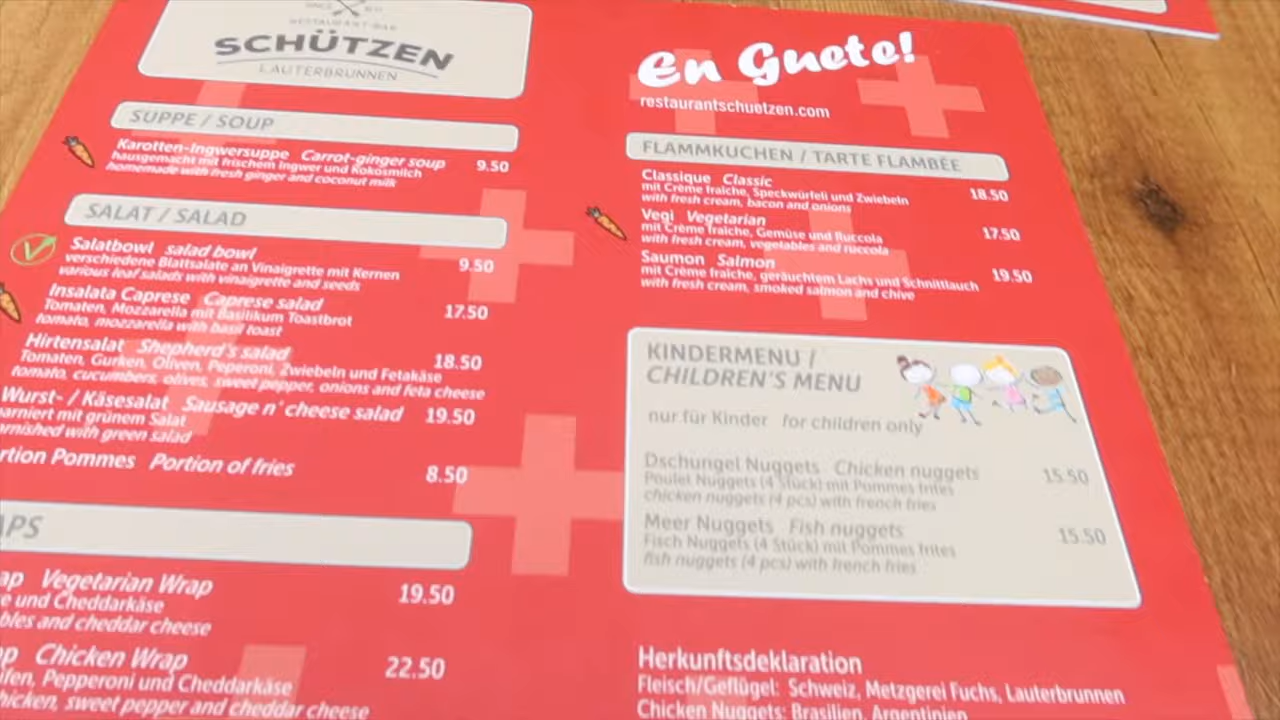 RESTAURANT-BAR
SCHÜTZEN
LAUTERBRUNNEN
SUPPE / SOUP
Karotten-Ingwersuppe Carrot-ginger soup 9.50
hausgemacht mit frischem Ingwer und Kokosmilch
homemade with fresh ginger and coconut milk
SALAT / SALAD
Salatbowl salad bowl 9.50
verschiedene Blattsalate an Vinaigrette mit Kernen
various leaf salads with vinaigrette and seeds
Insalata Caprese Caprese salad 17.50
Tomaten, Mozzarella mit Basilikum Toastbrot
tomato, mozzarella with basil toast
Hirtensalat Shepherd's salad 18.50
Tomaten, Gurken, Oliven, Peperoni, Zwiebeln und Fetakäse
tomato, cucumbers, olives, sweet pepper, onions and feta cheese
Wurst- / Käsesalat Sausage n' cheese salad 19.50
garniert mit grünem Salat
garnished with green salad
rtion Pommes Portion of fries 8.50
APS
ap Vegetarian Wrap 19.50
e und Cheddarkäse
bles and cheddar cheese
ap Chicken Wrap 22.50
ifen, Pepperoni und Cheddarkäse
hicken, sweet pepper and cheddar cheese
En Guete!
restaurantschuetzen.com
FLAMMKUCHEN / TARTE FLAMBÉE
Classique Classic 18.50
mit Crème fraîche, Speckwürfeli und Zwiebeln
with fresh cream, bacon and onions
Vegi Vegetarian 17.50
mit Crème fraîche, Gemüse und Ruccola
with fresh cream, vegetables and ruccola
Saumon Salmon 19.50
mit Crème fraîche, geräuchtem Lachs und Schnittlauch
with fresh cream, smoked salmon and chive
KINDERMENU /
CHILDREN'S MENU
nur für Kinder for children only
Dschungel Nuggets Chicken nuggets 15.50
Poulet Nuggets (4 Stück) mit Pommes frites
chicken nuggets (4 pcs) with french fries
Meer Nuggets Fish nuggets 15.50
Fisch Nuggets (4 Stück) mit Pommes frites
fish nuggets (4 pcs) with french fries
Herkunftsdeklaration
Fleisch/Geflügel: Schweiz, Metzgerei Fuchs, Lauterbrunnen
Chicken Nuggets: Brasilien, Argentinien